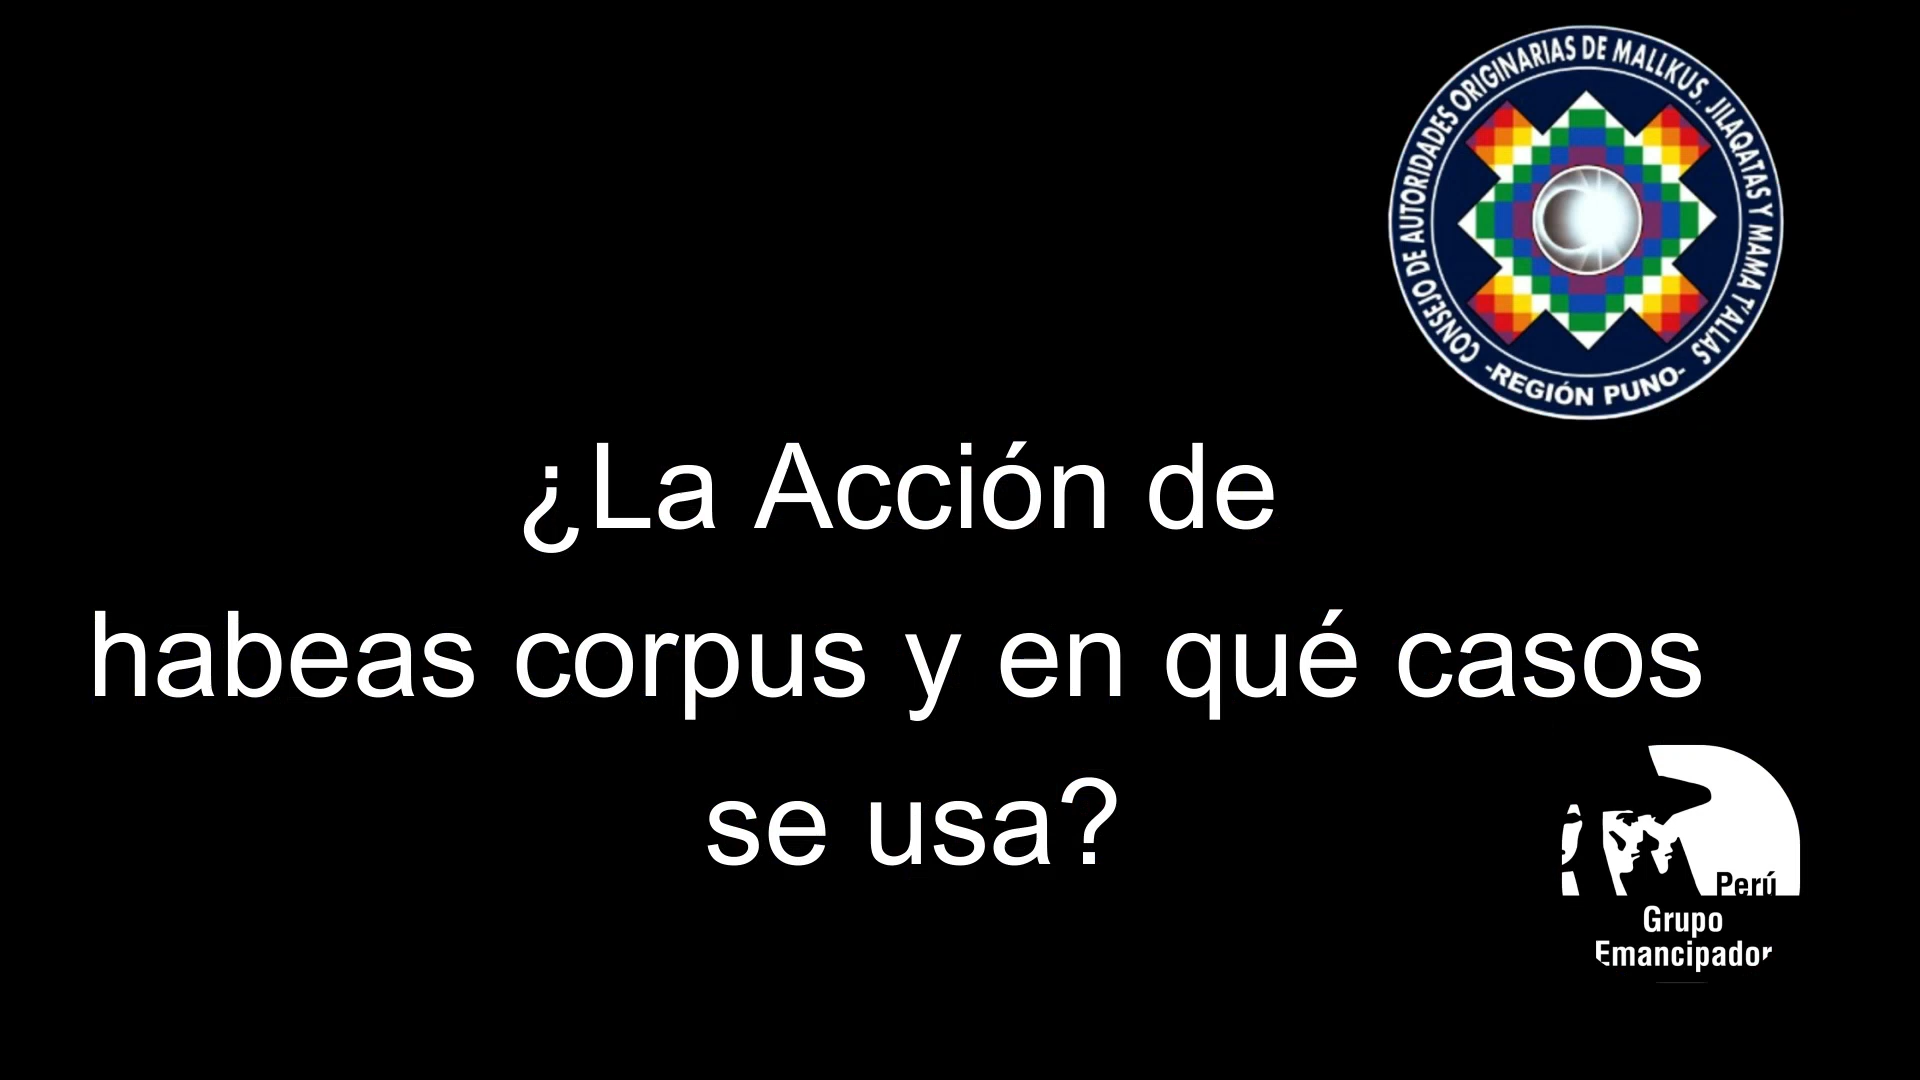 CONSEJO DE AUTORIDADES ORIGINARIAS DE MALLKUS, JILAQATAS Y MAMA T'ALLAS
-REGIÓN PUNO-
¿La Acción de
habeas corpus y en qué casos
se usa?
Perú
Grupo
Emancipador